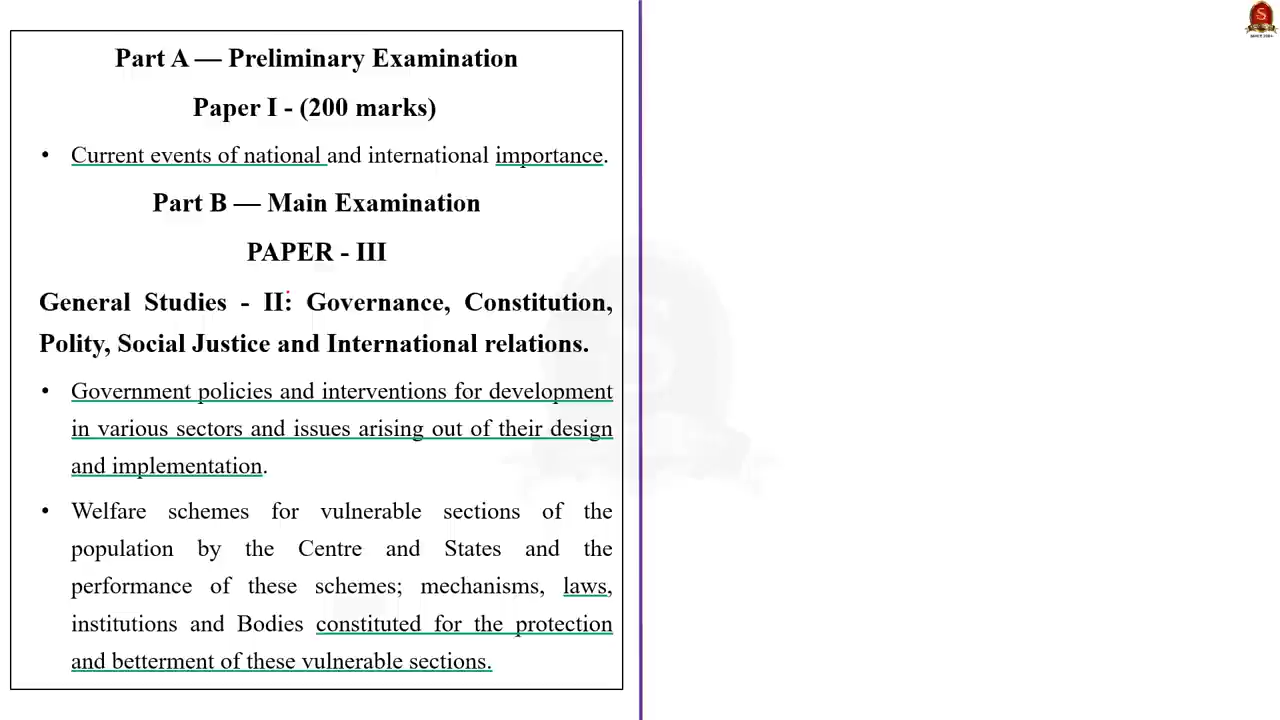 Part A — Preliminary Examination
Paper I - (200 marks)
• Current events of national and international importance.
Part B — Main Examination
PAPER - III
General Studies - II: Governance, Constitution,
Polity, Social Justice and International relations.
• Government policies and interventions for development
in various sectors and issues arising out of their design
and implementation.
• Welfare schemes for vulnerable sections of the
population by the Centre and States and the
performance of these schemes; mechanisms, laws,
institutions and Bodies constituted for the protection
and betterment of these vulnerable sections.
S